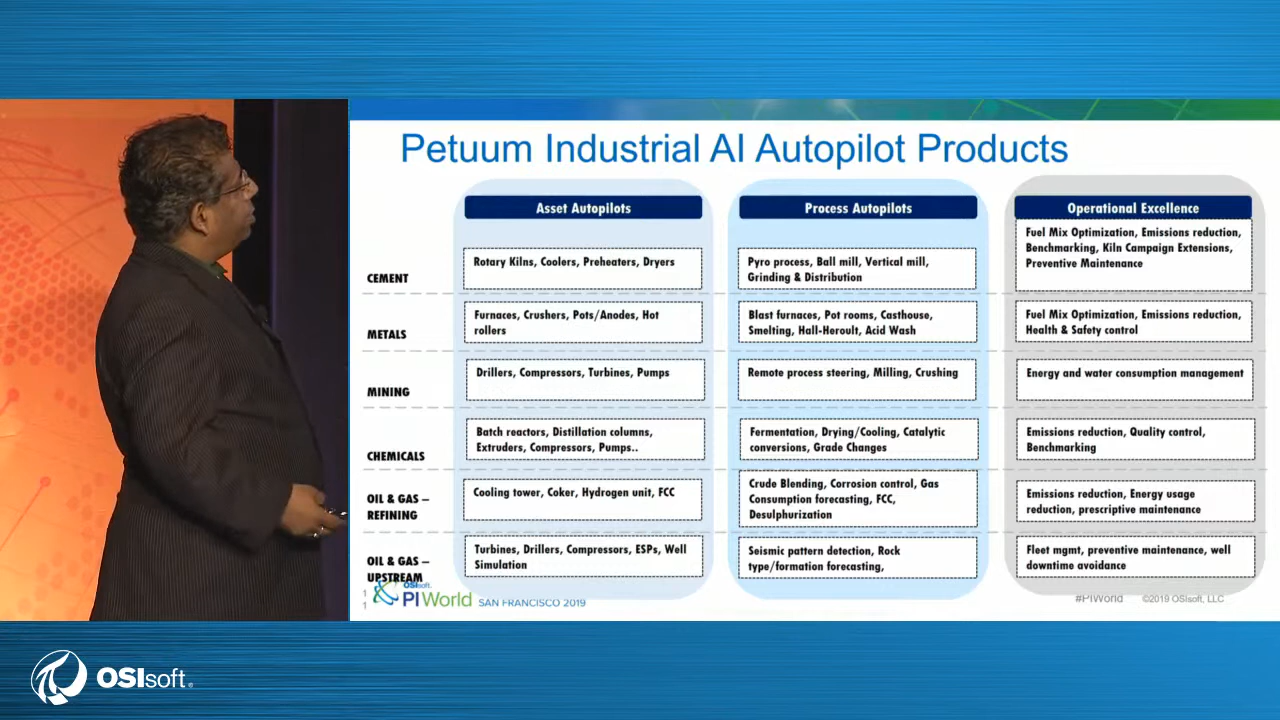 Petuum Industrial AI Autopilot Products
Asset Autopilots
Process Autopilots
Operational Excellence
CEMENT
Rotary Kilns, Coolers, Preheaters, Dryers
Pyro process, Ball mill, Vertical mill,
Grinding & Distribution
Fuel Mix Optimization, Emissions reduction,
Benchmarking, Kiln Campaign Extensions,
Preventive Maintenance
METALS
Furnaces, Crushers, Pots/Anodes, Hot
rollers
Blast furnaces, Pot rooms, Casthouse,
Smelting, Hall-Heroult, Acid Wash
Fuel Mix Optimization, Emissions reduction,
Health & Safety control
MINING
Drillers, Compressors, Turbines, Pumps
Remote process steering, Milling, Crushing
Energy and water consumption management
CHEMICALS
Batch reactors, Distillation columns,
Extruders, Compressors, Pumps..
Fermentation, Drying/Cooling, Catalytic
conversions, Grade Changes
Emissions reduction, Quality control,
Benchmarking
OIL & GAS –
REFINING
Cooling tower, Coker, Hydrogen unit, FCC
Crude Blending, Corrosion control, Gas
Consumption forecasting, FCC,
Desulphurization
Emissions reduction, Energy usage
reduction, prescriptive maintenance
OIL & GAS –
UPSTREAM
Turbines, Drillers, Compressors, ESPs, Well
Simulation
Seismic pattern detection, Rock
type/formation forecasting,
Fleet mgmt, preventive maintenance, well
downtime avoidance
OSIsoft.
PI World SAN FRANCISCO 2019
#PIWorld ©2019 OSIsoft, LLC
OSIsoft.